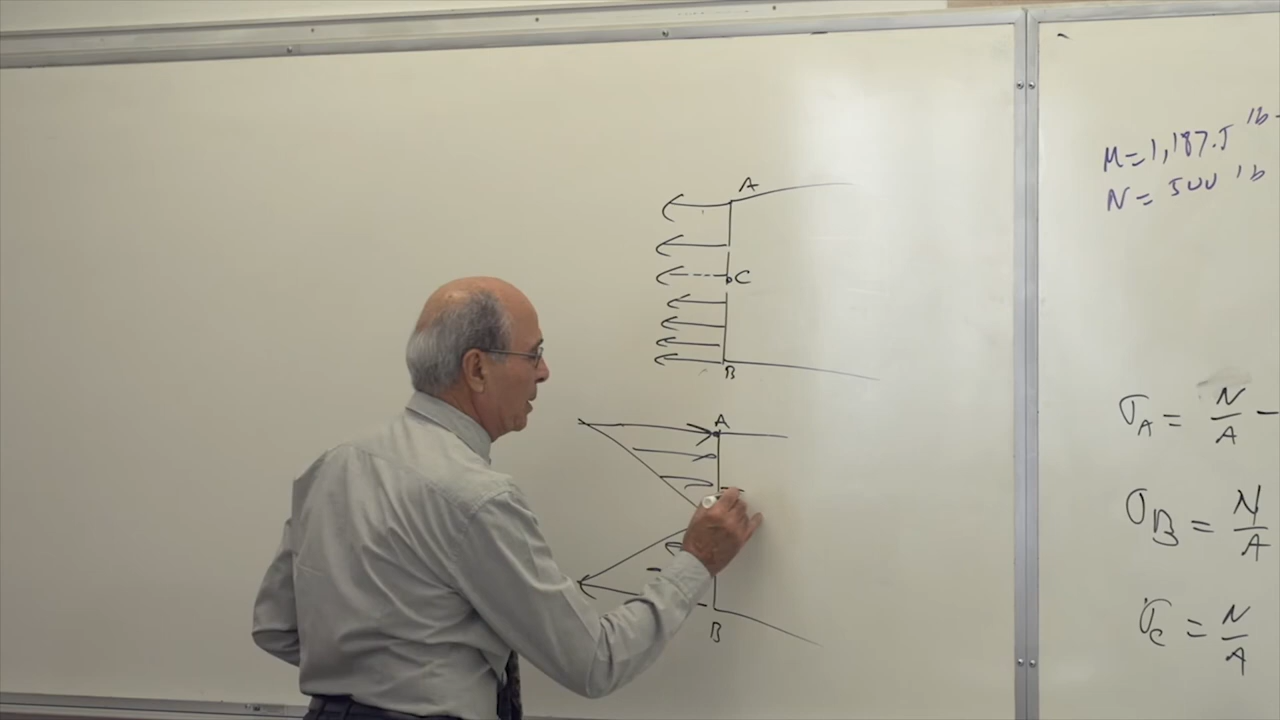 A
C
B
A
B
M=1,187.5 lb-
N= 500 lb
σA = N/A -
σB = N/A
σC = N/A